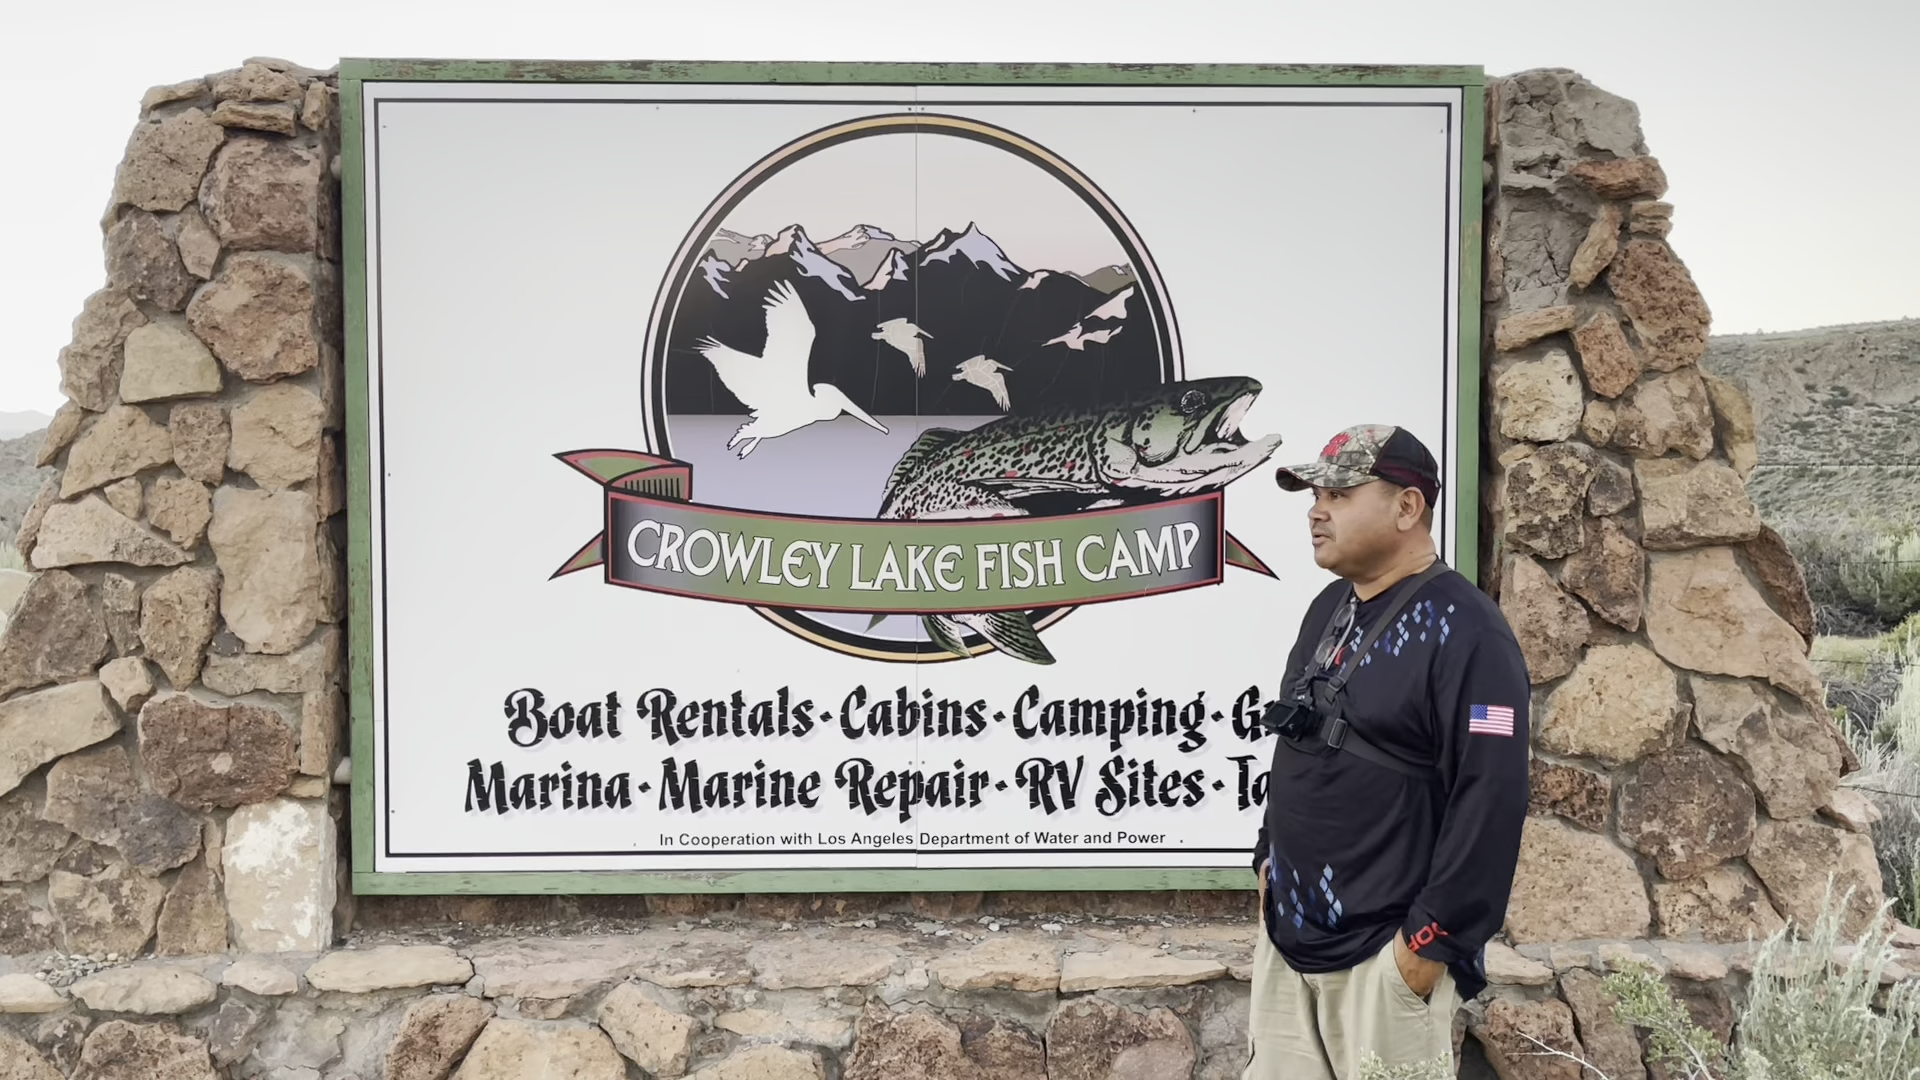 CROWLEY LAKE FISH CAMP
Boat Rentals · Cabins · Camping ·
Marina · Marine Repair · RV Sites ·
In Cooperation with Los Angeles Department of Water and Power